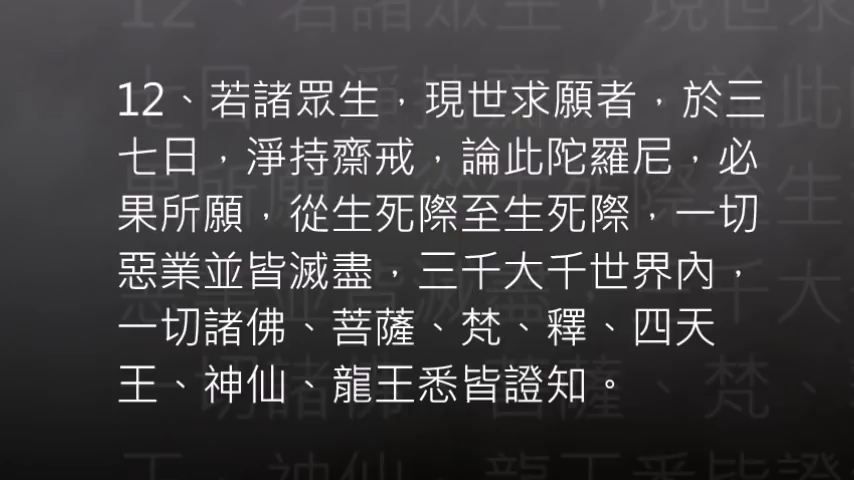 12、若諸眾生，現世求願者，於三
七日，淨持齋戒，論此陀羅尼，必
果所願，從生死際至生死際，一切
惡業並皆滅盡，三千大千世界內，
一切諸佛、菩薩、梵、釋、四天
王、神仙、龍王悉皆證知。